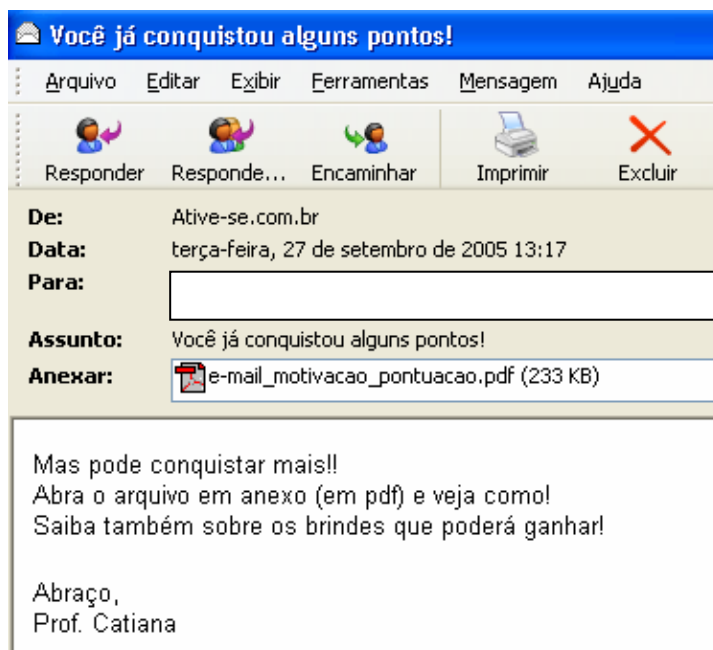 Você já conquistou alguns pontos!
Arquivo Editar Exibir Ferramentas Mensagem Ajuda
Responder Responde... Encaminhar Imprimir Excluir
De: Ative-se.com.br
Data: terça-feira, 27 de setembro de 2005 13:17
Para:
Assunto: Você já conquistou alguns pontos!
Anexar: e-mail_motivacao_pontuacao.pdf (233 KB)
Mas pode conquistar mais!!
Abra o arquivo em anexo (em pdf) e veja como!
Saiba também sobre os brindes que poderá ganhar!
Abraço,
Prof. Catiana